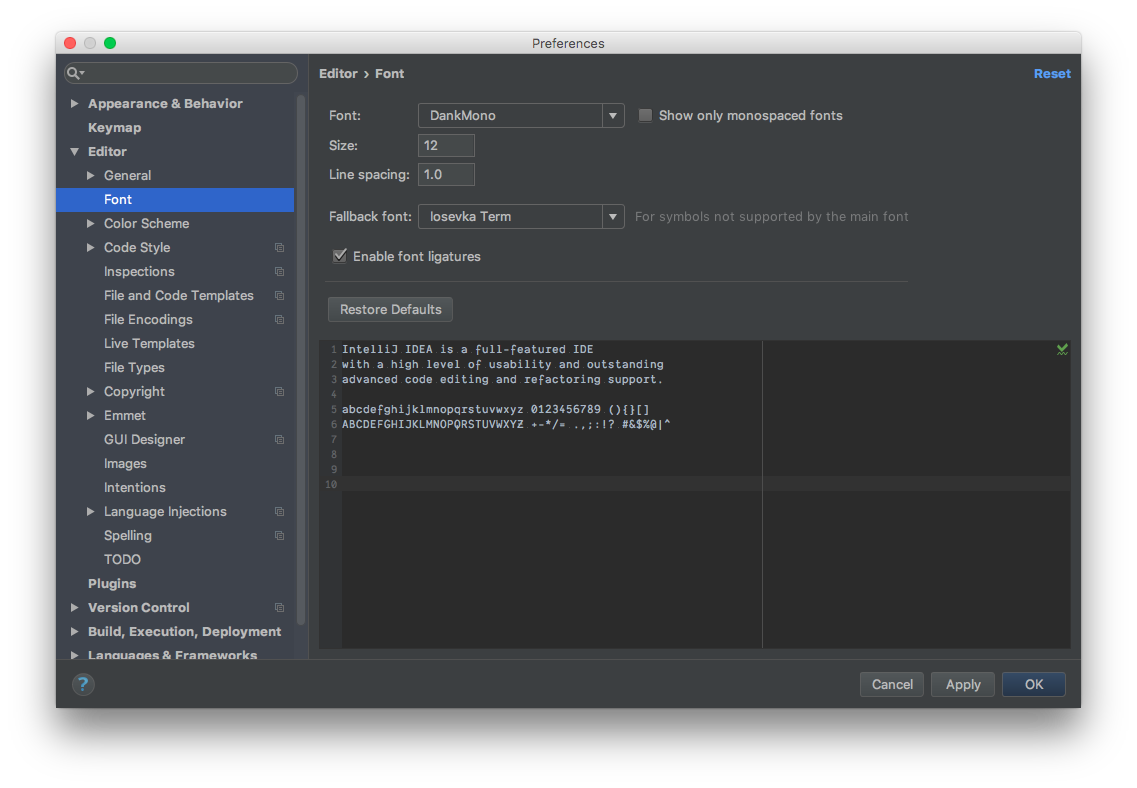 Preferences
Appearance & Behavior
Keymap
Editor
General
Font
Color Scheme
Code Style
Inspections
File and Code Templates
File Encodings
Live Templates
File Types
Copyright
Emmet
GUI Designer
Images
Intentions
Language Injections
Spelling
TODO
Plugins
Version Control
Build, Execution, Deployment
Languages & Frameworks
?
Editor › Font
Reset
Font: DankMono Show only monospaced fonts
Size: 12
Line spacing: 1.0
Fallback font: Iosevka Term For symbols not supported by the main font
Enable font ligatures
Restore Defaults
1 IntelliJ IDEA is a full-featured IDE
2 with a high level of usability and outstanding
3 advanced code editing and refactoring support.
4
5 abcdefghijklmnopqrstuvwxyz 0123456789 (){}[]
6 ABCDEFGHIJKLMNOPQRSTUVWXYZ +-*/= .,;:!? #&$%@|^
7
8
9
10
Cancel Apply OK